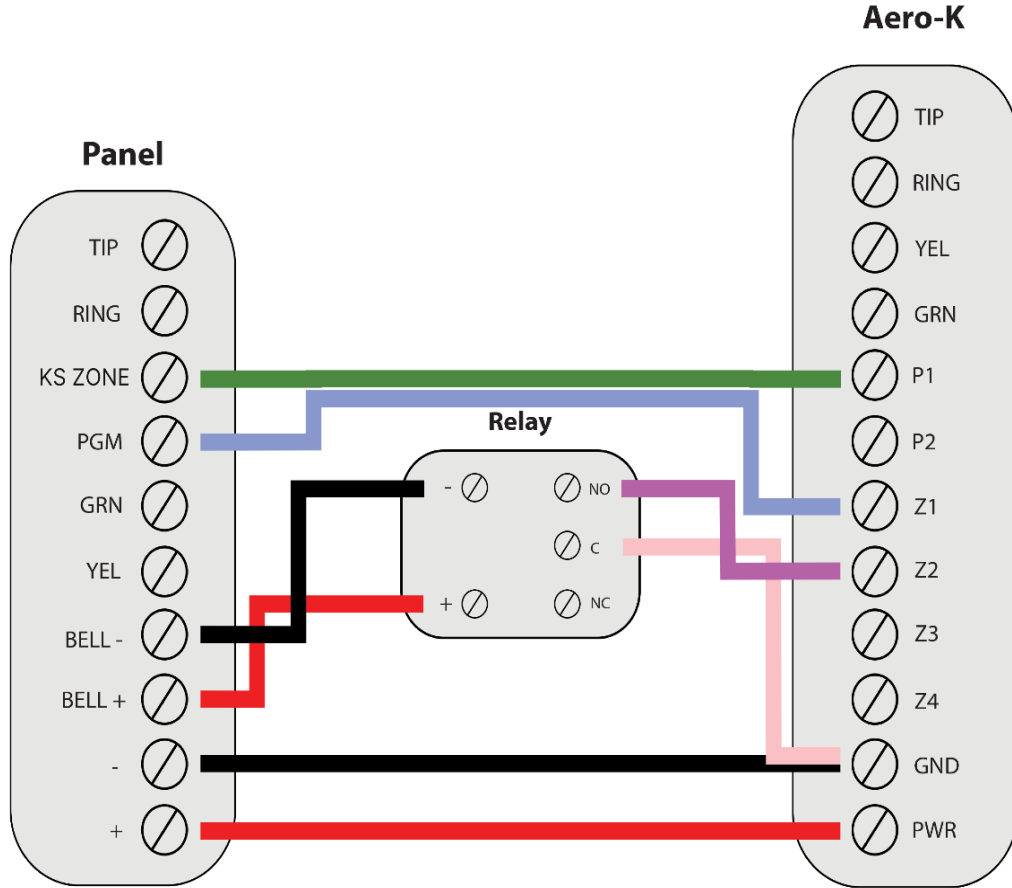 Aero-K
TIP
RING
YEL
GRN
P1
P2
Z1
Z2
Z3
Z4
GND
PWR
Panel
TIP
RING
KS ZONE
PGM
GRN
YEL
BELL -
BELL +
-
+
Relay
-
+
NO
C
NC